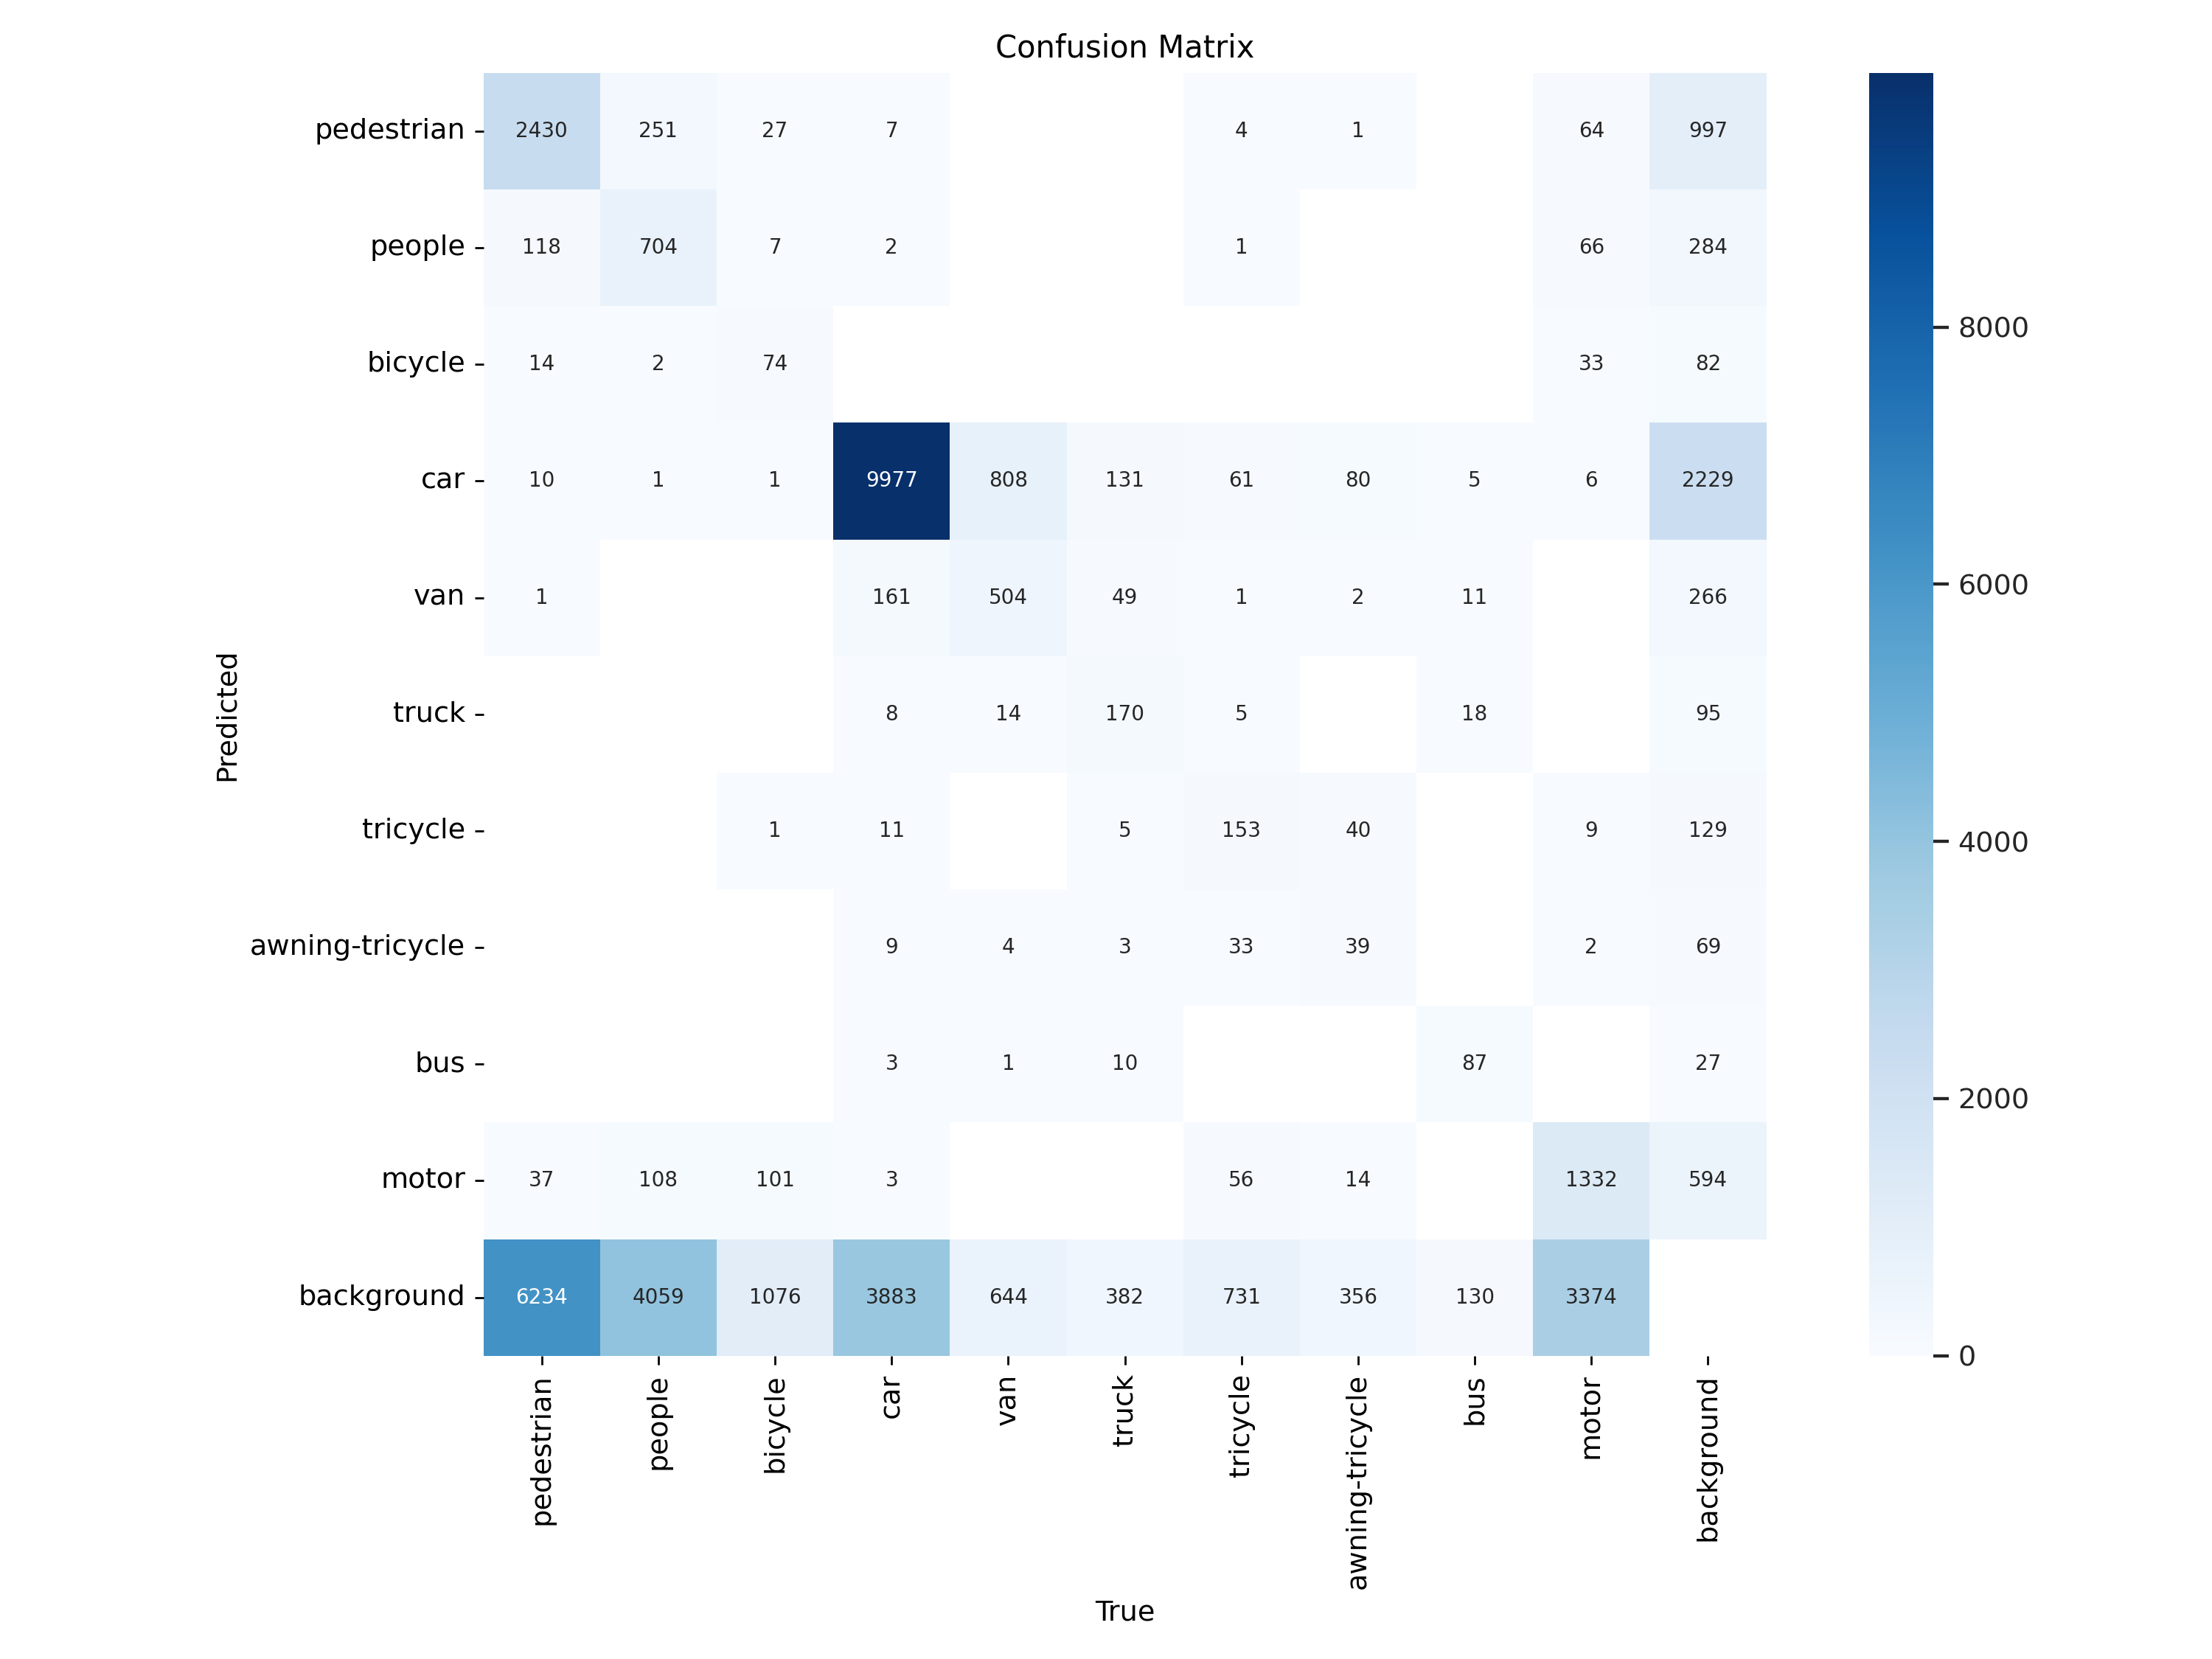 Confusion Matrix
pedestrian 2430 251 27 7 4 1 64 997
people 118 704 7 2 1 66 284
bicycle 14 2 74 33 82
car 10 1 1 9977 808 131 61 80 5 6 2229
van 1 161 504 49 1 2 11 266
truck 8 14 170 5 18 95
tricycle 1 11 5 153 40 9 129
awning-tricycle 9 4 3 33 39 2 69
bus 3 1 10 87 27
motor 37 108 101 3 56 14 1332 594
background 6234 4059 1076 3883 644 382 731 356 130 3374
pedestrian people bicycle car van truck tricycle awning-tricycle bus motor background
True
Predicted
8000
6000
4000
2000
0